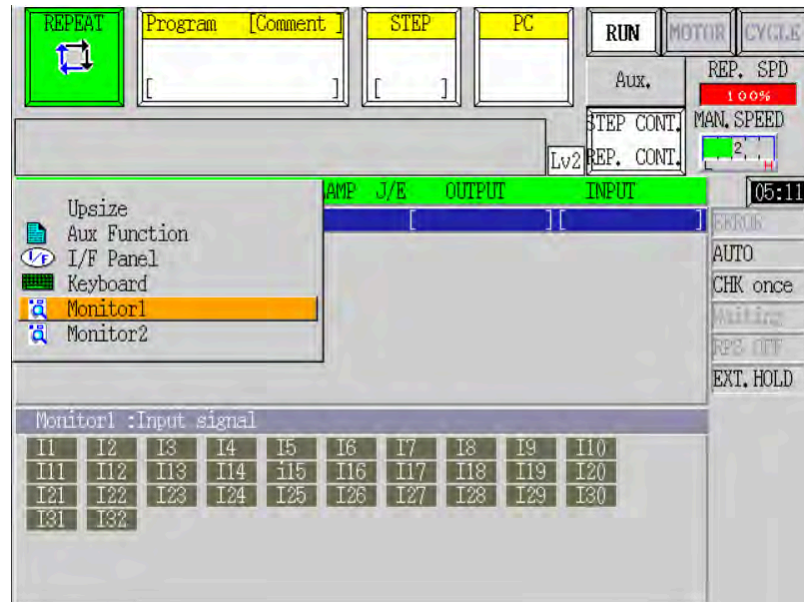 REPEAT
Program [Comment ]
[ ]
STEP
[ ]
PC
RUN
MOTOR
CYCLE
Aux.
REP. SPD
100%
STEP CONT.
REP. CONT.
MAN. SPEED
2
L H
Lv2
AMP J/E OUTPUT INPUT
05:11
[ ][ ]
ERROR
AUTO
CHK once
Waiting
RPS OFF
EXT. HOLD
Upsize
Aux Function
I/F I/F Panel
Keyboard
Monitor1
Monitor2
Monitor1 :Input signal
I1 I2 I3 I4 I5 I6 I7 I8 I9 I10
I11 I12 I13 I14 i15 I16 I17 I18 I19 I20
I21 I22 I23 I24 I25 I26 I27 I28 I29 I30
I31 I32